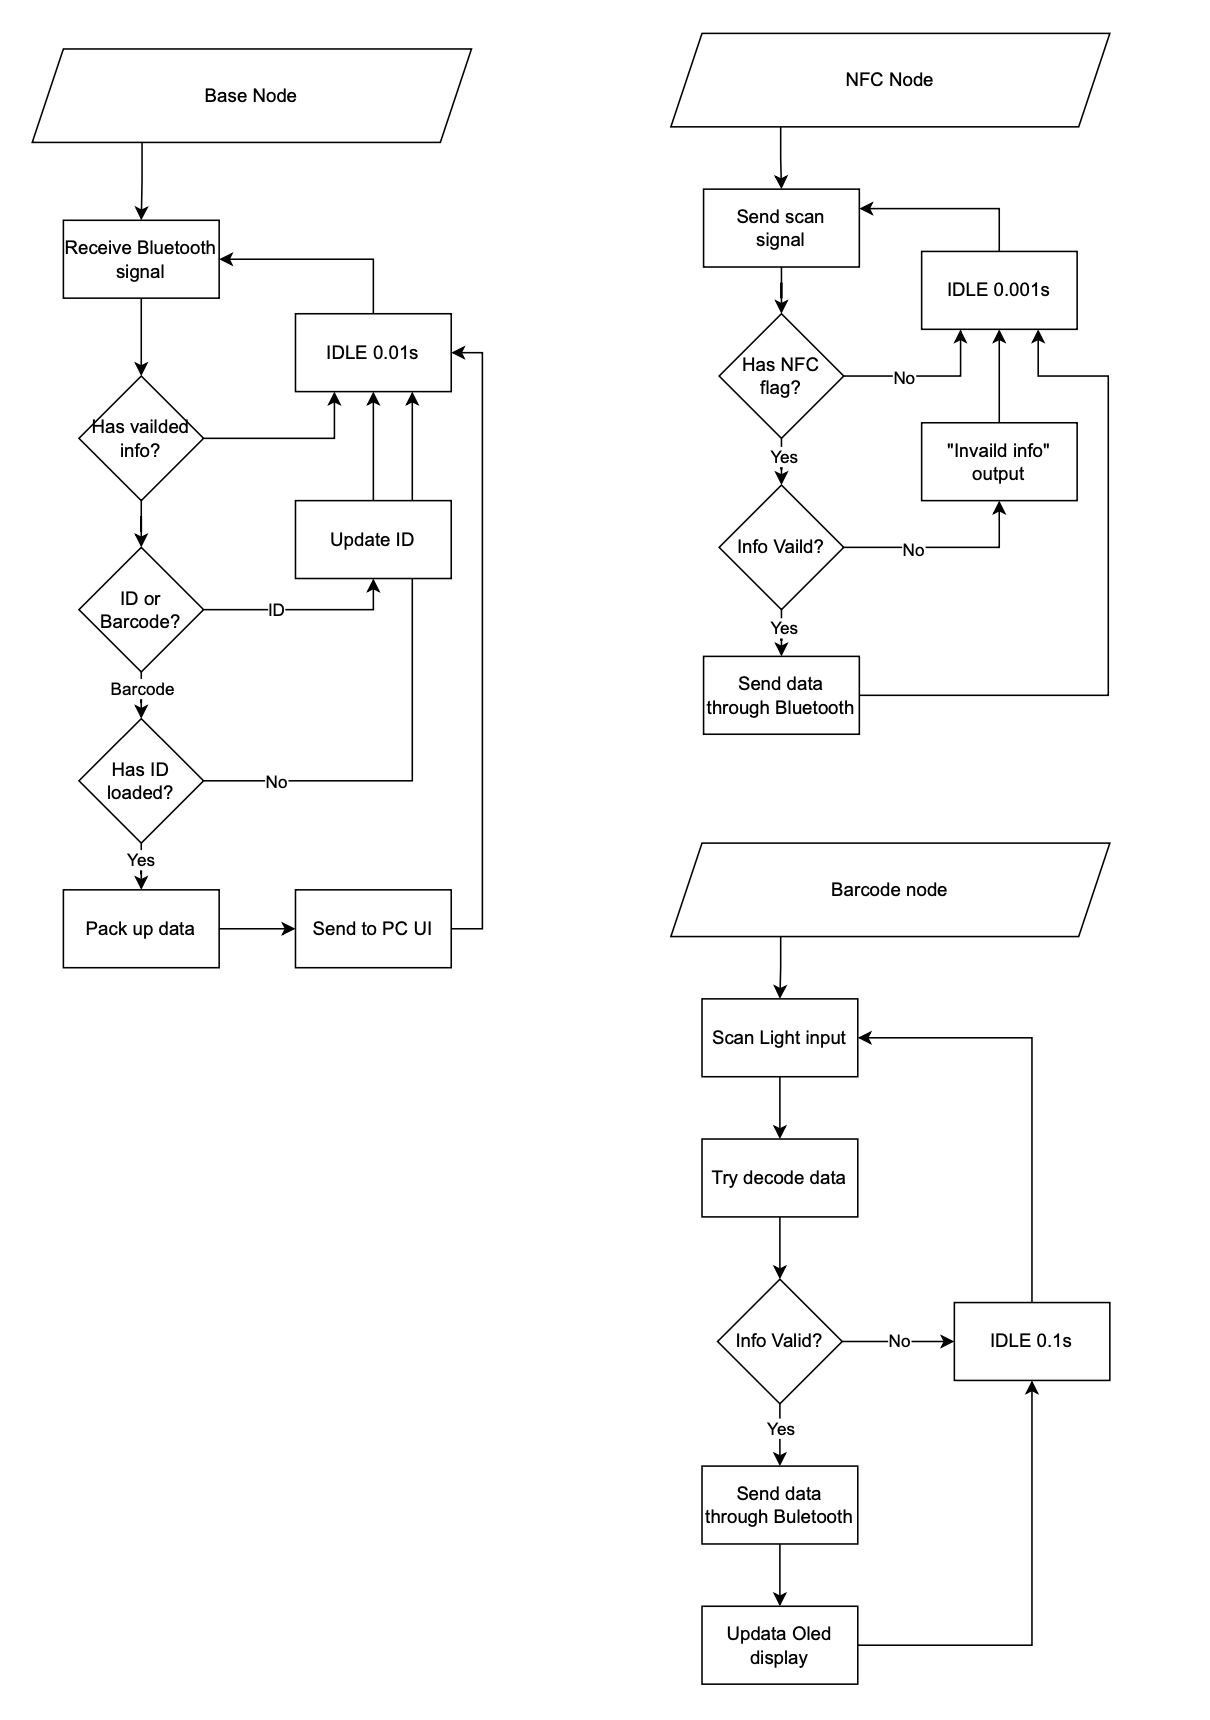 Base Node
Receive Bluetooth
signal
IDLE 0.01s
Has vailded
info?
Update ID
ID or
Barcode?
ID
Barcode
Has ID
loaded?
No
Yes
Pack up data
Send to PC UI
NFC Node
Send scan
signal
IDLE 0.001s
Has NFC
flag?
No
Yes
"Invaild info"
output
Info Vaild?
No
Yes
Send data
through Bluetooth
Barcode node
Scan Light input
Try decode data
Info Valid?
No
IDLE 0.1s
Yes
Send data
through Buletooth
Updata Oled
display